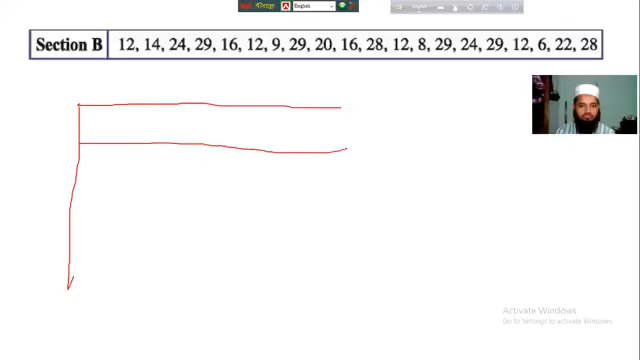 English
English
Section B 12, 14, 24, 29, 16, 12, 9, 29, 20, 16, 28, 12, 8, 29, 24, 29, 12, 6, 22, 28
Activate Windows
Go to Settings to activate Windows.